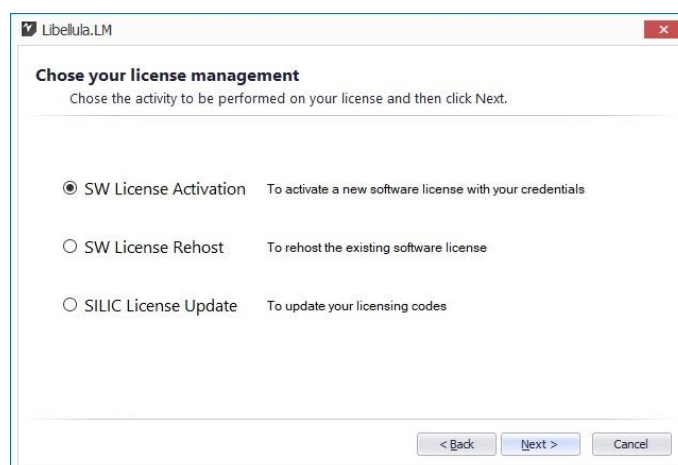 Libellula.LM
Chose your license management
Chose the activity to be performed on your license and then click Next.
SW License Activation To activate a new software license with your credentials
SW License Rehost To rehost the existing software license
SILIC License Update To update your licensing codes
< Back Next > Cancel